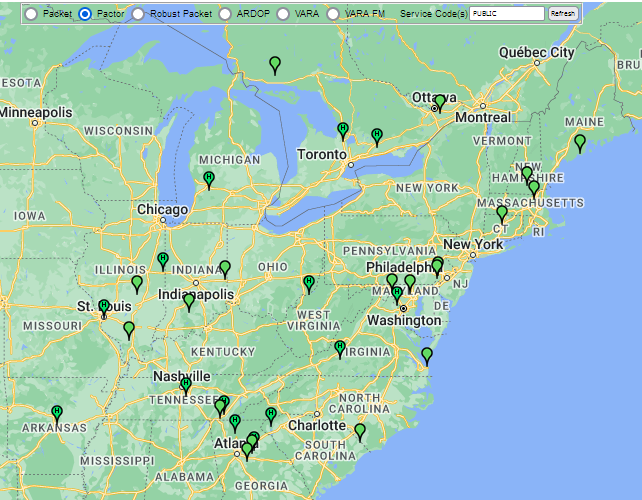 Packet Pactor Robust Packet ARDOP VARA VARA FM Service Code(s) PUBLIC Refresh
Québec City
ESOTA
Ottawa
BRU
Minneapolis
Montreal
MAINE
WISCONSIN
VERMONT
Toronto
MICHIGAN
NEW
HAMPSHIRE
NEW YORK
MASSACHUSETTS
Chicago
IOWA
CT
RI
New York
PENNSYLVANIA
ILLINOIS
INDIANA
OHIO
Philadelphia
NJ
Indianapolis
MARYLAND
St. Louis
DE
WEST
VIRGINIA
Washington
MISSOURI
KENTUCKY
VIRGINIA
Nashville
TENNESSEE
NORTH
CAROLINA
ARKANSAS
Charlotte
Atlanta
SOUTH
CAROLINA
MISSISSIPPI
ALABAMA
GEORGIA
H
H
H
H
H
H
H
H
H
H
H
H
H
H